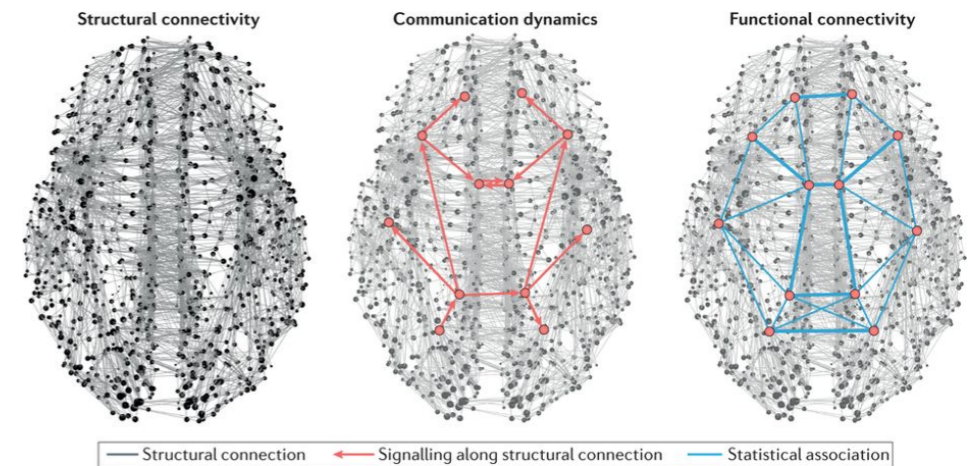 Structural connectivity
Communication dynamics
Functional connectivity
Structural connection
Signalling along structural connection
Statistical association